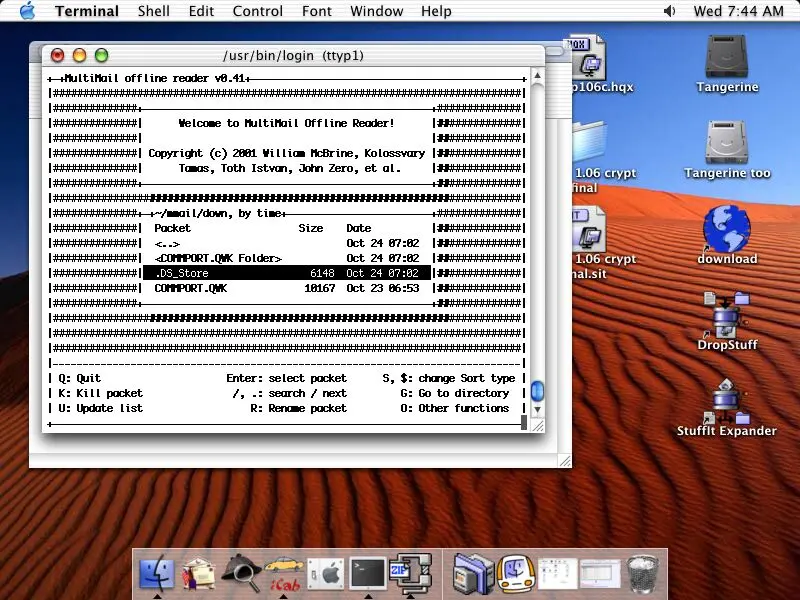 Terminal Shell Edit Control Font Window Help Wed 7:44 AM
/usr/bin/login (ttyp1)
MultiMail offline reader v0.41
Welcome to MultiMail Offline Reader!
Copyright (c) 2001 William McBrine, Kolossvary
Tamas, Toth Istvan, John Zero, et al.
~/mmail/down, by time
Packet Size Date
<..> Oct 24 07:02
<COMMPORT.QWK Folder> Oct 24 07:02
.DS_Store 6148 Oct 24 07:02
COMMPORT.QWK 10167 Oct 23 06:53
Q: Quit Enter: select packet S, $: change Sort type
K: Kill packet /, .: search / next G: Go to directory
U: Update list R: Rename packet O: Other functions
p106c.hqx
1.06 crypt
final
1.06 crypt
nal.sit
Tangerine
Tangerine too
download
DropStuff
StuffIt Expander
iCab
ZIP